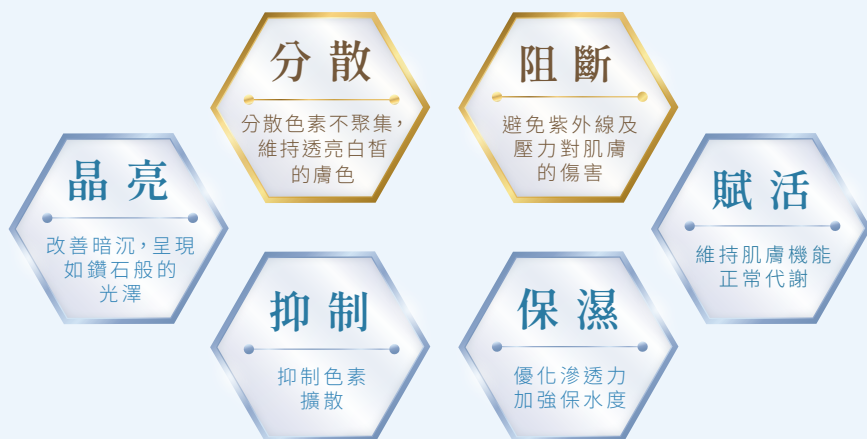 分散
分散色素不聚集，
維持透亮白皙
的膚色
阻斷
避免紫外線及
壓力對肌膚
的傷害
晶亮
改善暗沉，呈現
如鑽石般的
光澤
賦活
維持肌膚機能
正常代謝
抑制
抑制色素
擴散
保濕
優化滲透力
加強保水度